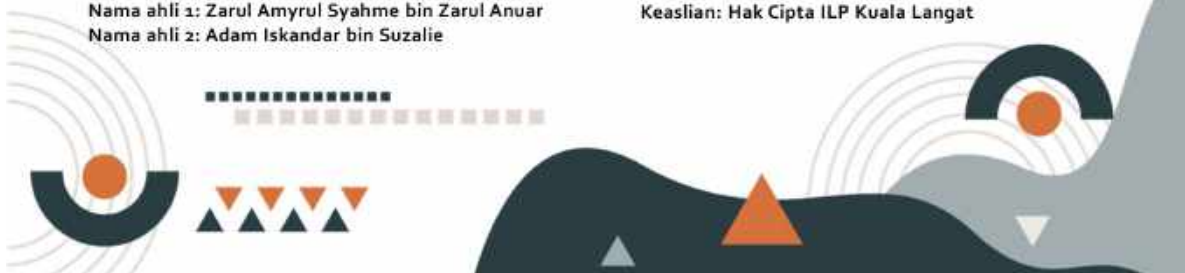 Nama ahli 1: Zarul Amyrul Syahme bin Zarul Anuar
Nama ahli 2: Adam Iskandar bin Suzalie
Keaslian: Hak Cipta ILP Kuala Langat